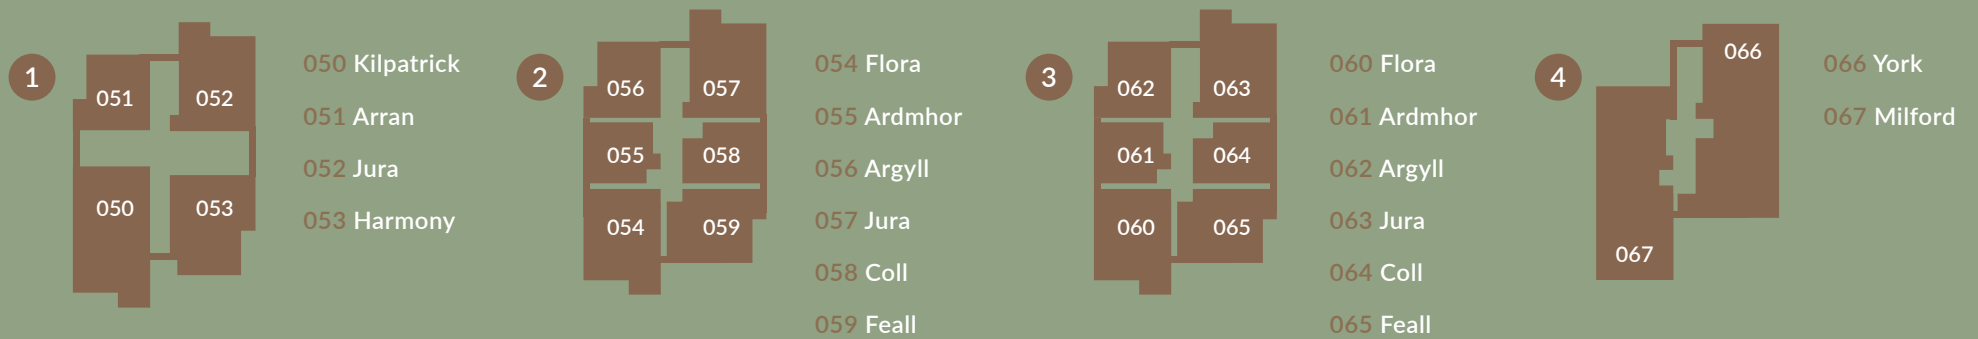 1
051
052
050
053
050 Kilpatrick
051 Arran
052 Jura
053 Harmony
2
056
057
055
058
054
059
054 Flora
055 Ardmhor
056 Argyll
057 Jura
058 Coll
059 Feall
3
062
063
061
064
060
065
060 Flora
061 Ardmhor
062 Argyll
063 Jura
064 Coll
065 Feall
4
066
067
066 York
067 Milford